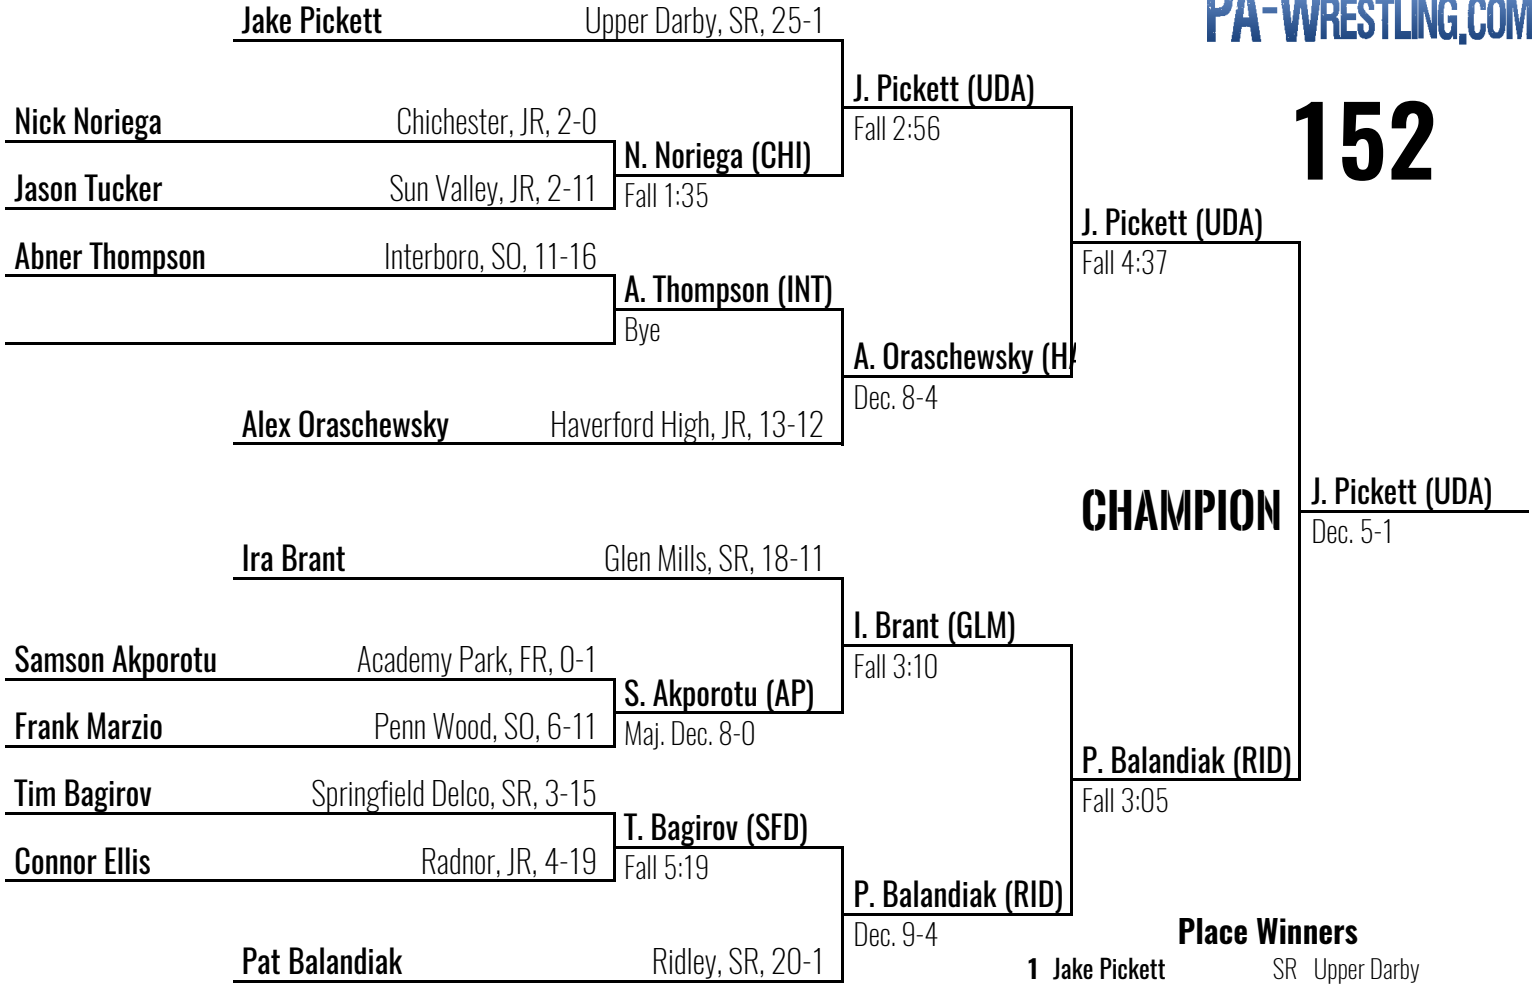 PA-WRESTLING.COM
152
Jake Pickett Upper Darby, SR, 25-1
J. Pickett (UDA)
Fall 2:56
Nick Noriega Chichester, JR, 2-0
N. Noriega (CHI)
Fall 1:35
Jason Tucker Sun Valley, JR, 2-11
J. Pickett (UDA)
Fall 4:37
Abner Thompson Interboro, SO, 11-16
A. Thompson (INT)
Bye
A. Oraschewsky (HA
Dec. 8-4
Alex Oraschewsky Haverford High, JR, 13-12
CHAMPION
J. Pickett (UDA)
Dec. 5-1
Ira Brant Glen Mills, SR, 18-11
I. Brant (GLM)
Fall 3:10
Samson Akporotu Academy Park, FR, 0-1
S. Akporotu (AP)
Maj. Dec. 8-0
Frank Marzio Penn Wood, SO, 6-11
P. Balandiak (RID)
Fall 3:05
Tim Bagirov Springfield Delco, SR, 3-15
T. Bagirov (SFD)
Fall 5:19
Connor Ellis Radnor, JR, 4-19
P. Balandiak (RID)
Dec. 9-4
Pat Balandiak Ridley, SR, 20-1
Place Winners
1 Jake Pickett SR Upper Darby